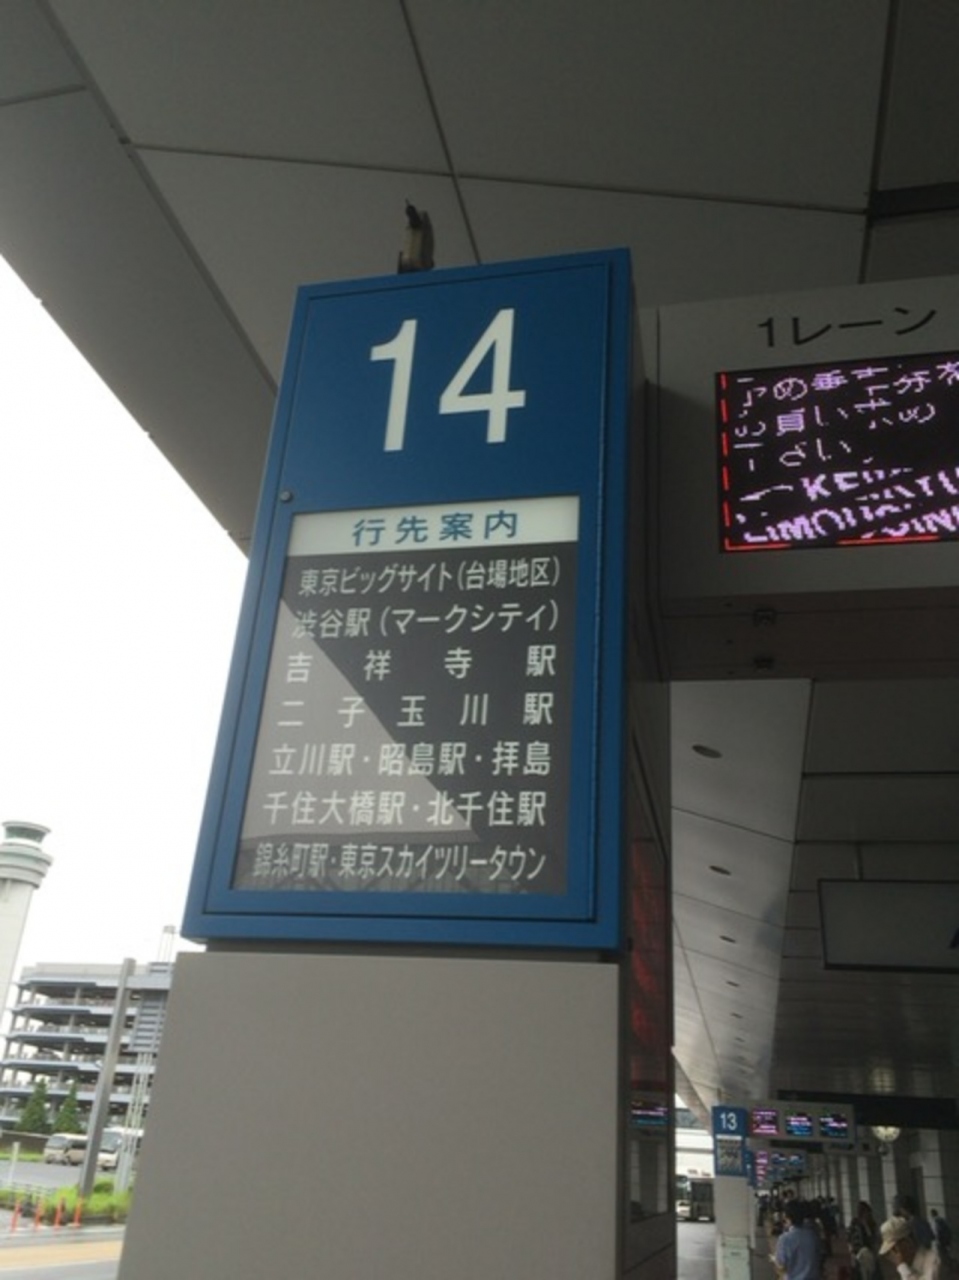 14
行先案内
東京ビッグサイト(台場地区)
渋谷駅(マークシティ)
吉祥寺駅
二子玉川駅
立川駅・昭島駅・拝島
千住大橋駅・北千住駅
錦糸町駅・東京スカイツリータウン
1レーン
13